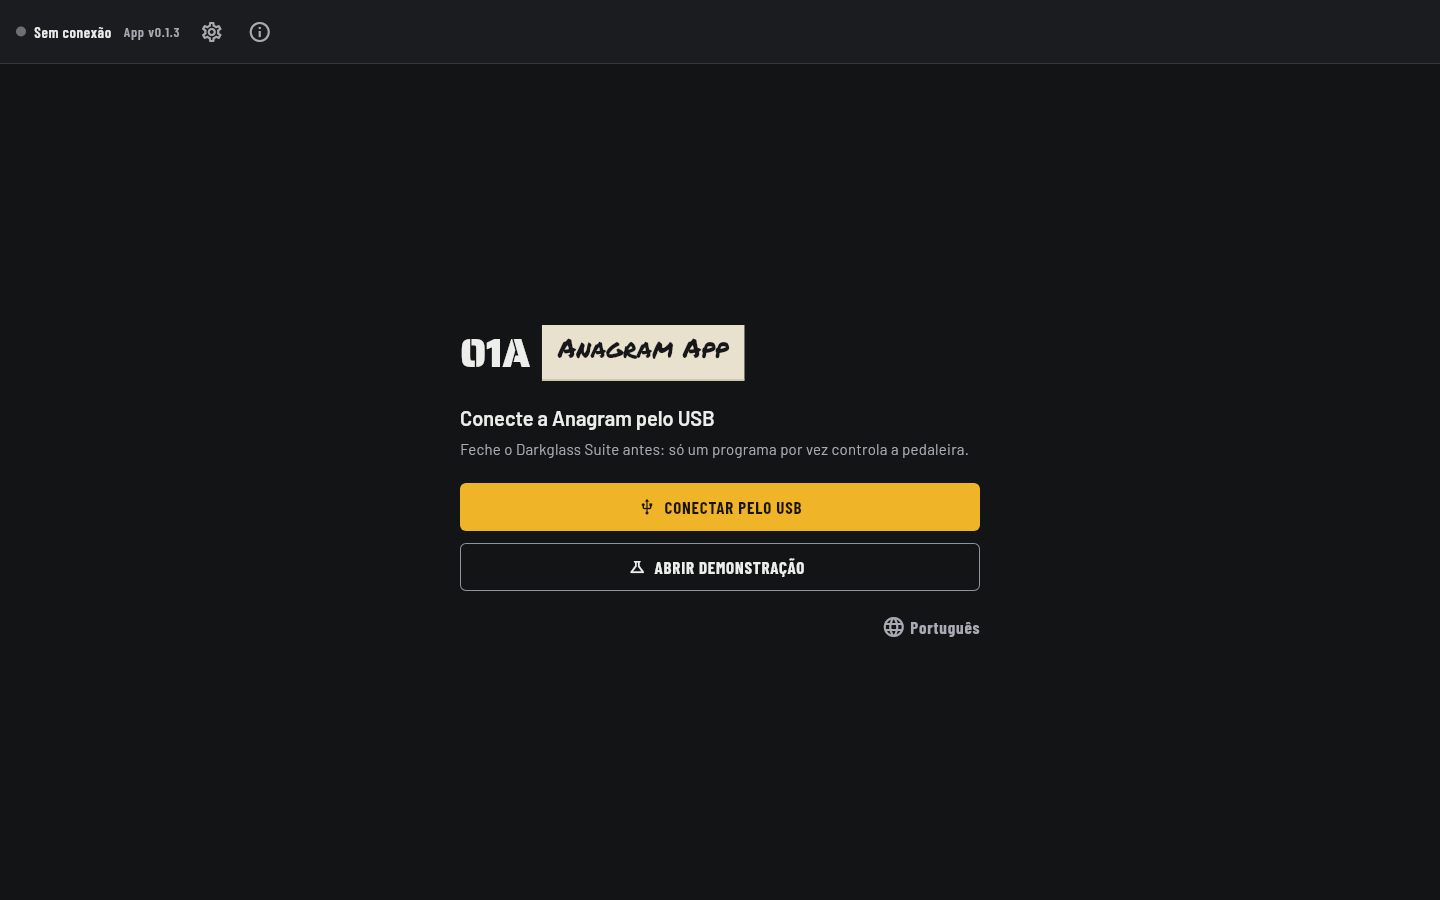 Sem conexão App v0.1.3
01A Anagram App
Conecte a Anagram pelo USB
Feche o Darkglass Suite antes: só um programa por vez controla a pedaleira.
CONECTAR PELO USB
ABRIR DEMONSTRAÇÃO
Português